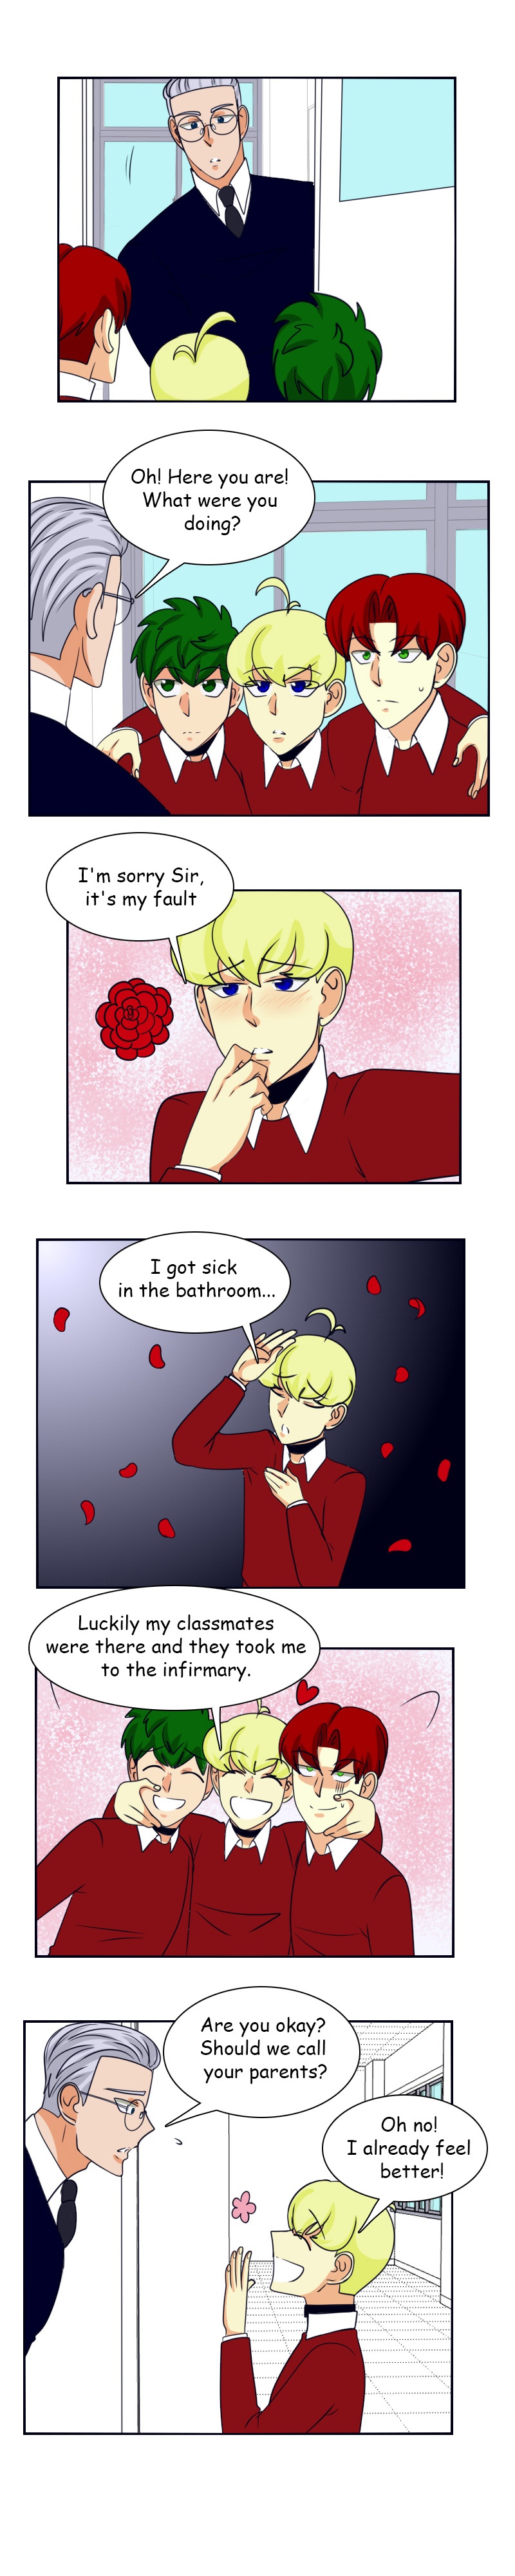 Oh! Here you are!
What were you
doing?
I'm sorry Sir,
it's my fault
I got sick
in the bathroom...
Luckily my classmates
were there and they took me
to the infirmary.
Are you okay?
Should we call
your parents?
Oh no!
I already feel
better!